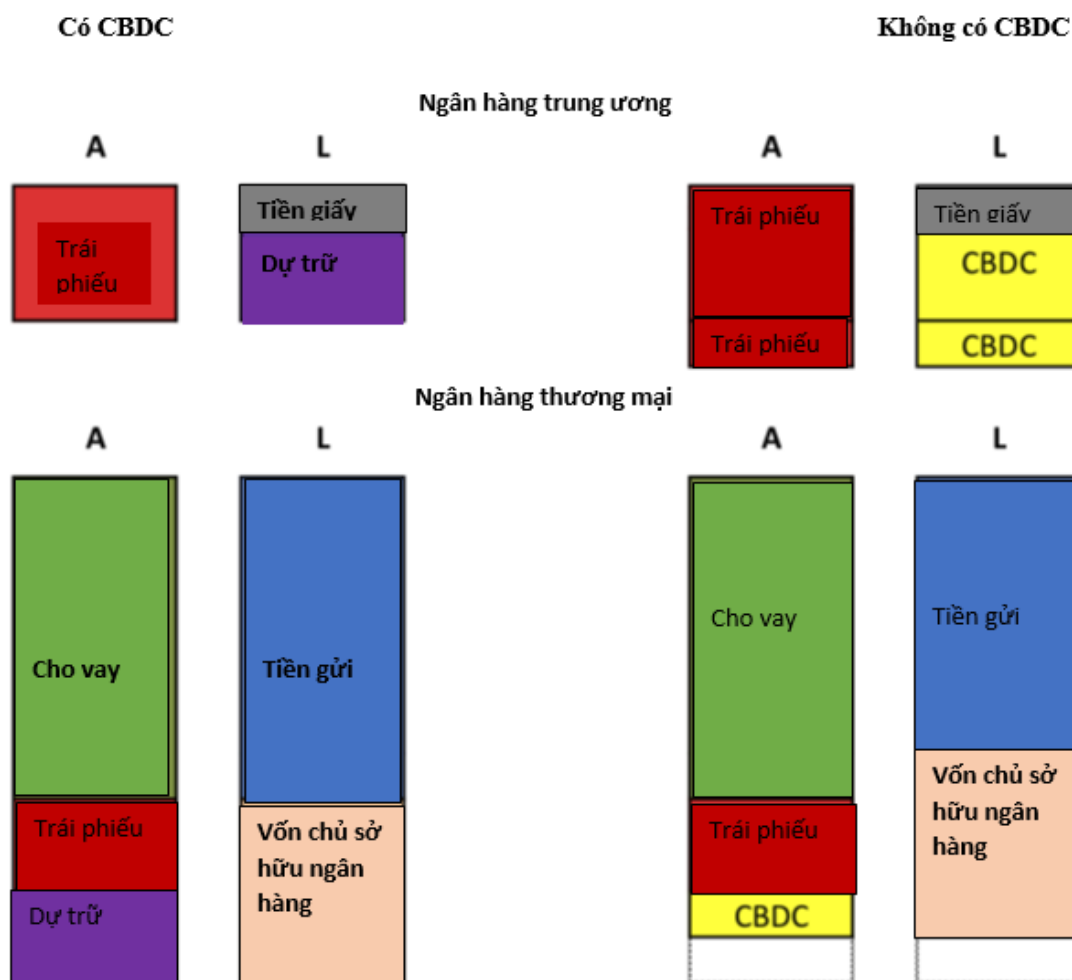 Có CBDC
Không có CBDC
Ngân hàng trung ương
A
L
A
L
Trái
phiếu
Tiền giấy
Dự trữ
Trái phiếu
Trái phiếu
Tiền giấy
CBDC
CBDC
Ngân hàng thương mại
A
L
A
L
Cho vay
Trái phiếu
Dự trữ
Tiền gửi
Vốn chủ sở
hữu ngân
hàng
Cho vay
Trái phiếu
CBDC
Tiền gửi
Vốn chủ sở
hữu ngân
hàng